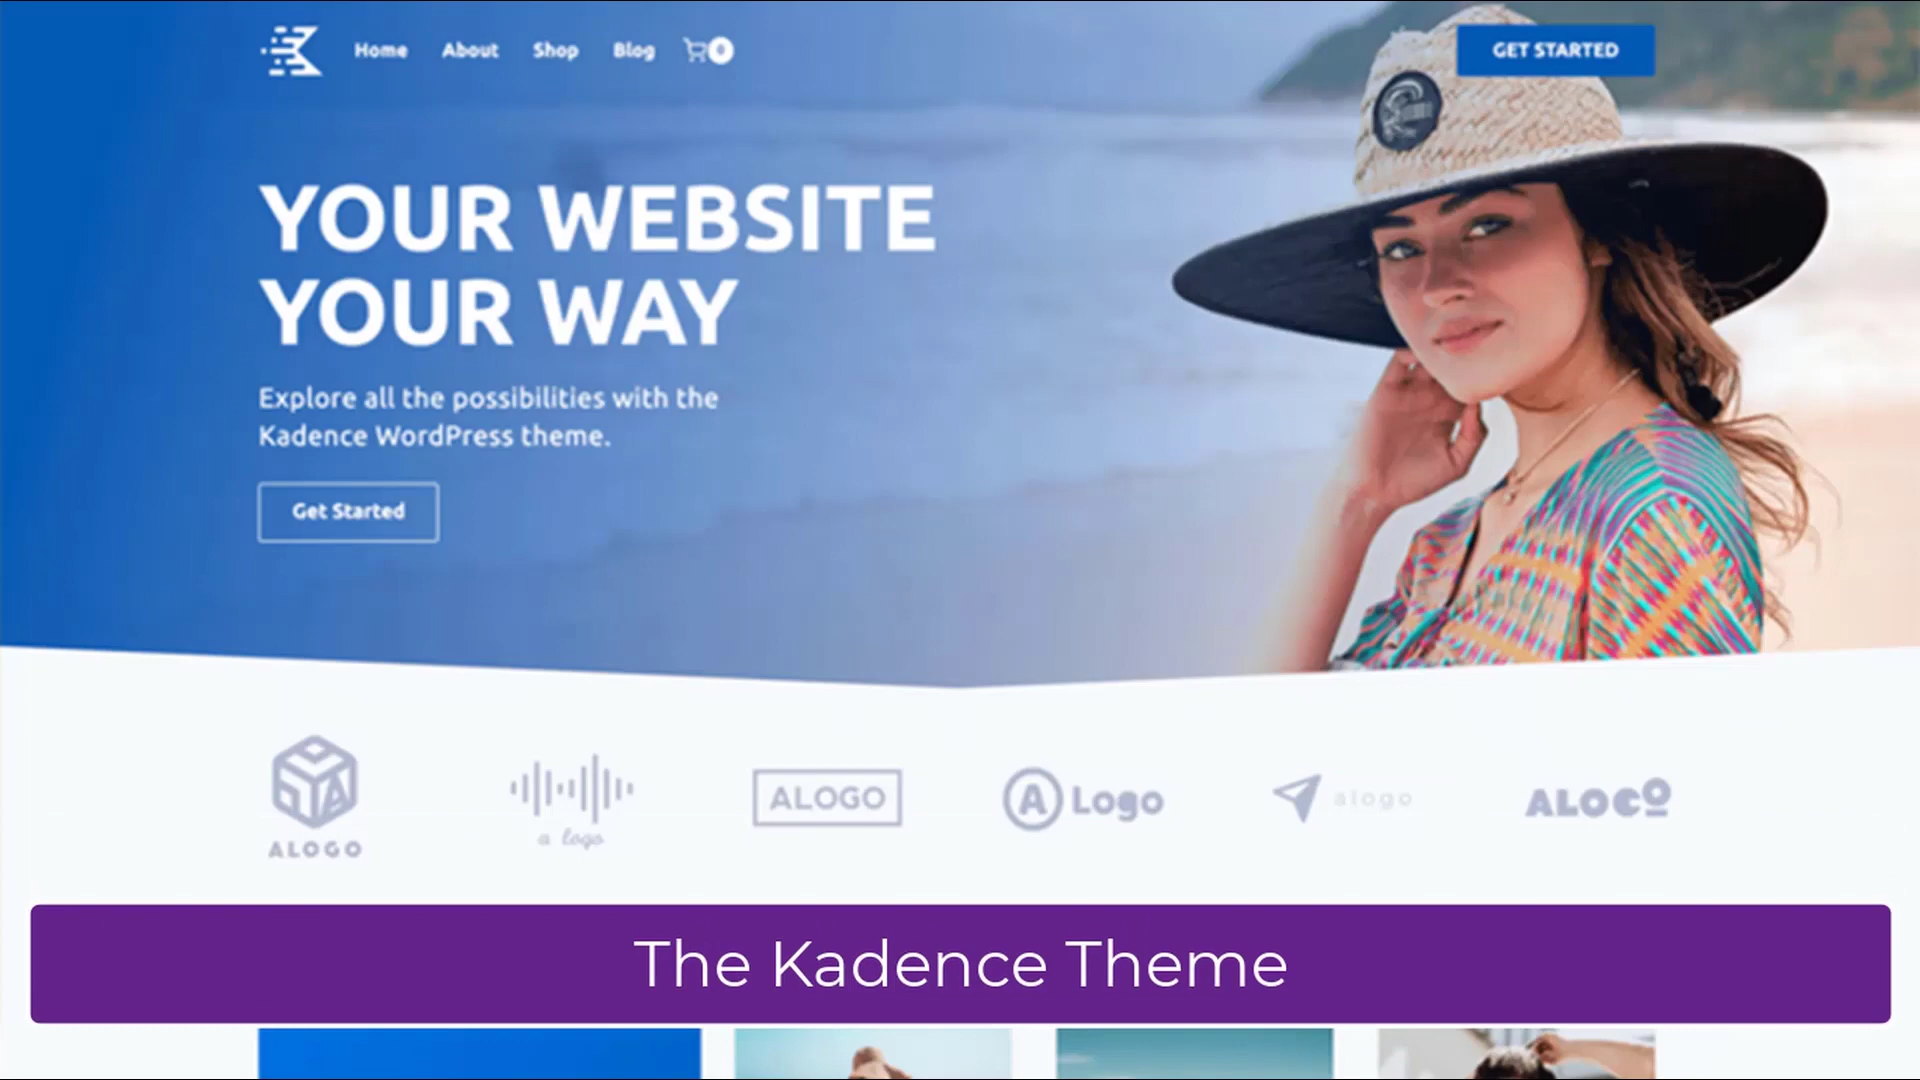 Home About Shop Blog 0
GET STARTED
YOUR WEBSITE
YOUR WAY
Explore all the possibilities with the
Kadence WordPress theme.
Get Started
ALOGO
a logo
ALOGO
A Logo
alogo
ALOGO
The Kadence Theme